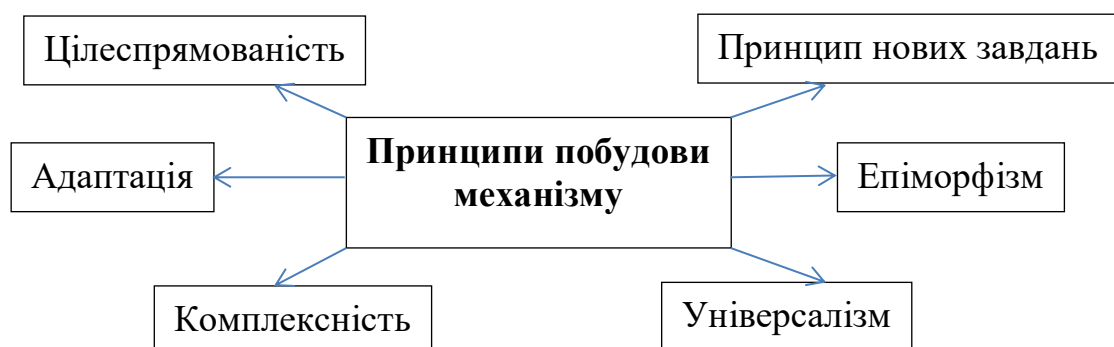 Цілеспрямованість
Принцип нових завдань
Принципи побудови
механізму
Адаптація
Епіморфізм
Комплексність
Універсалізм